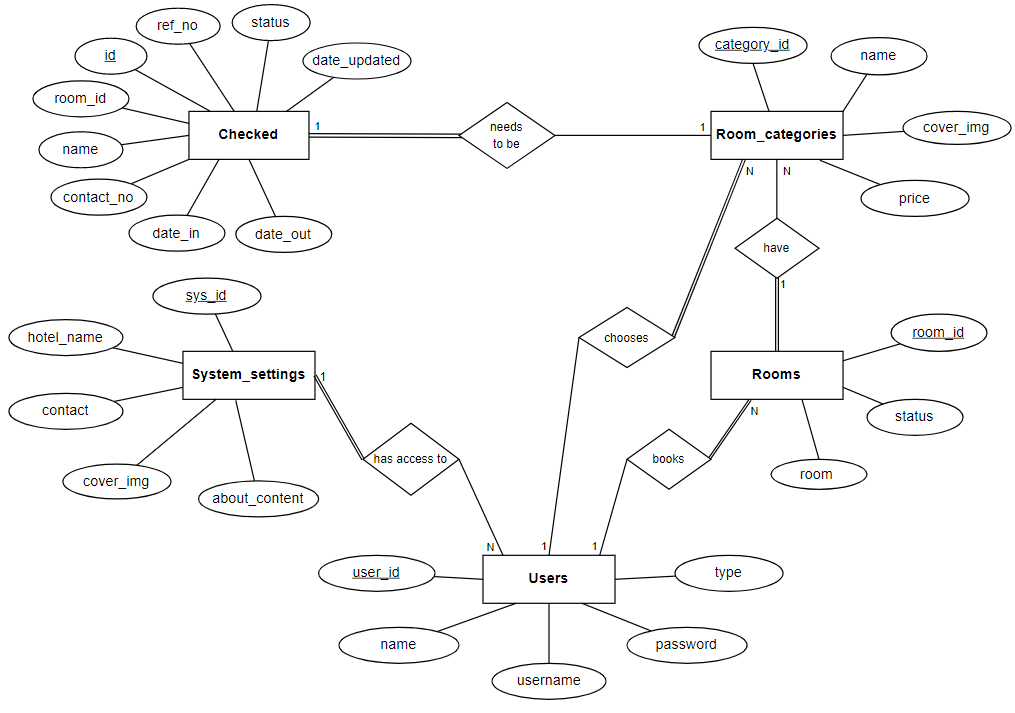 status
ref_no
id
date_updated
room_id
name
contact_no
date_in
date_out
Checked
1
needs
to be
1
category_id
name
cover_img
price
Room_categories
N
N
have
1
chooses
sys_id
hotel_name
contact
cover_img
about_content
System_settings
1
has access to
N
room_id
status
room
Rooms
N
books
1
1
Users
user_id
name
username
password
type